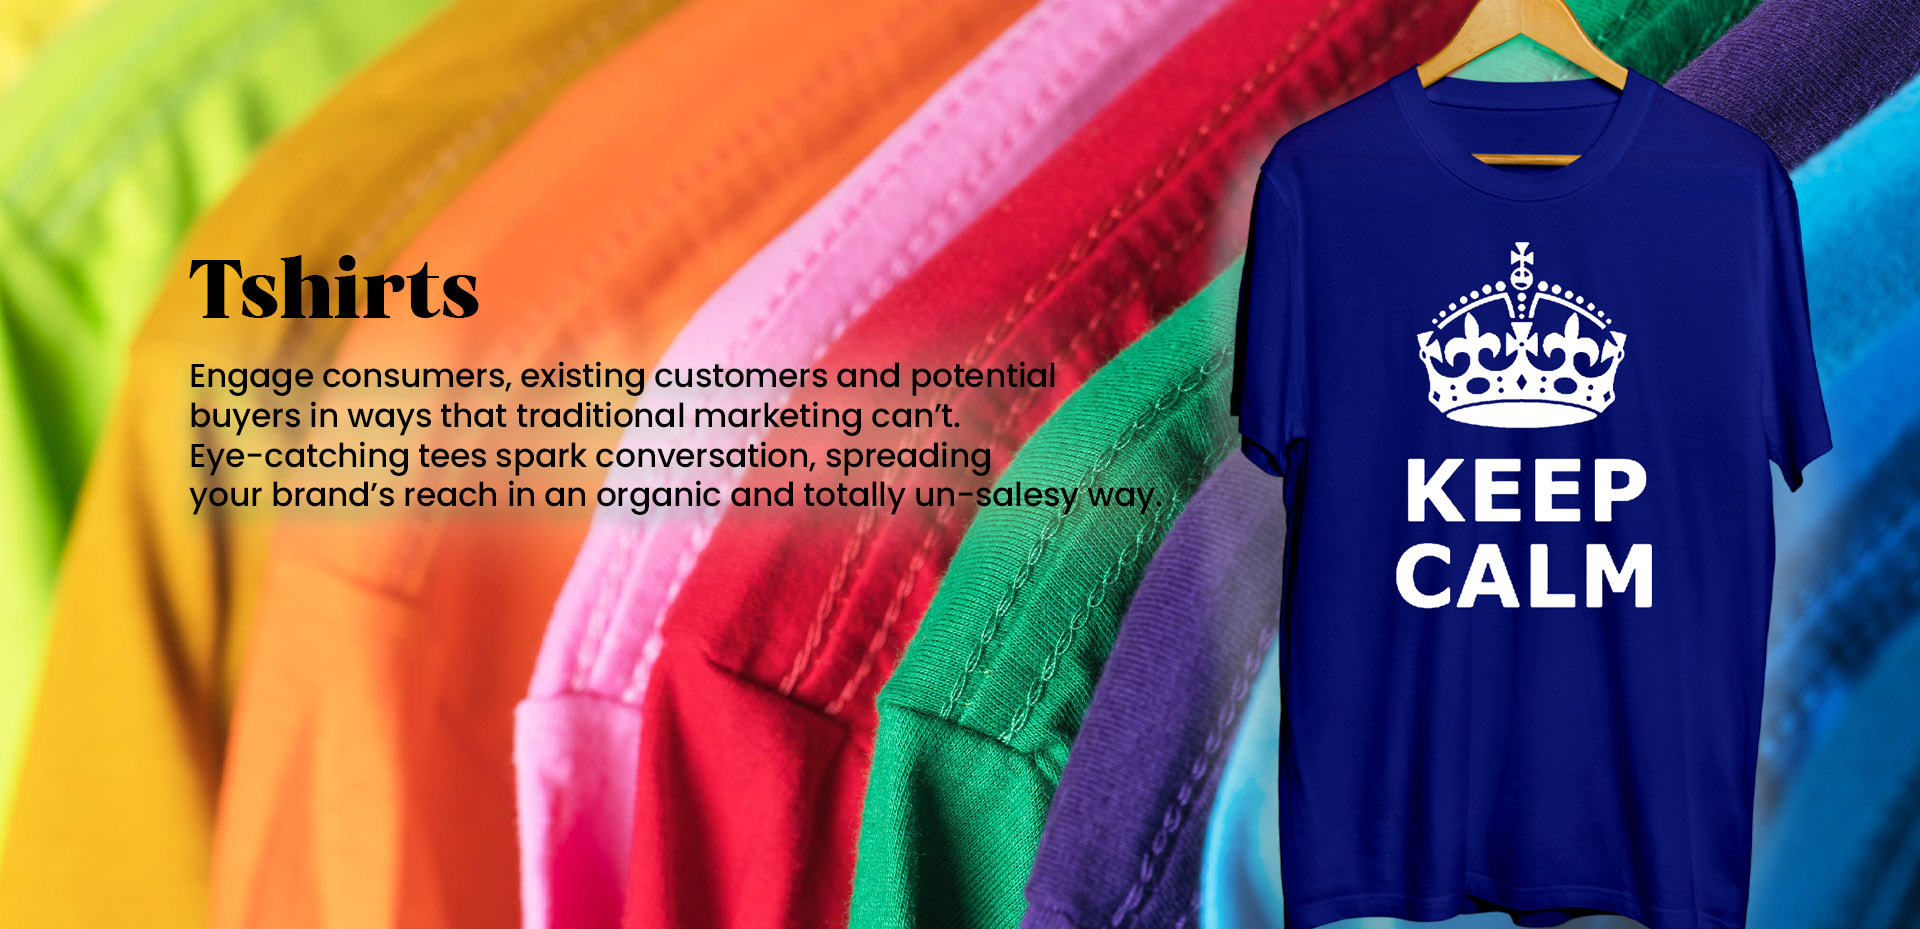 Tshirts
Engage consumers, existing customers and potential
buyers in ways that traditional marketing can’t.
Eye-catching tees spark conversation, spreading
your brand’s reach in an organic and totally un-salesy way.
KEEP
CALM